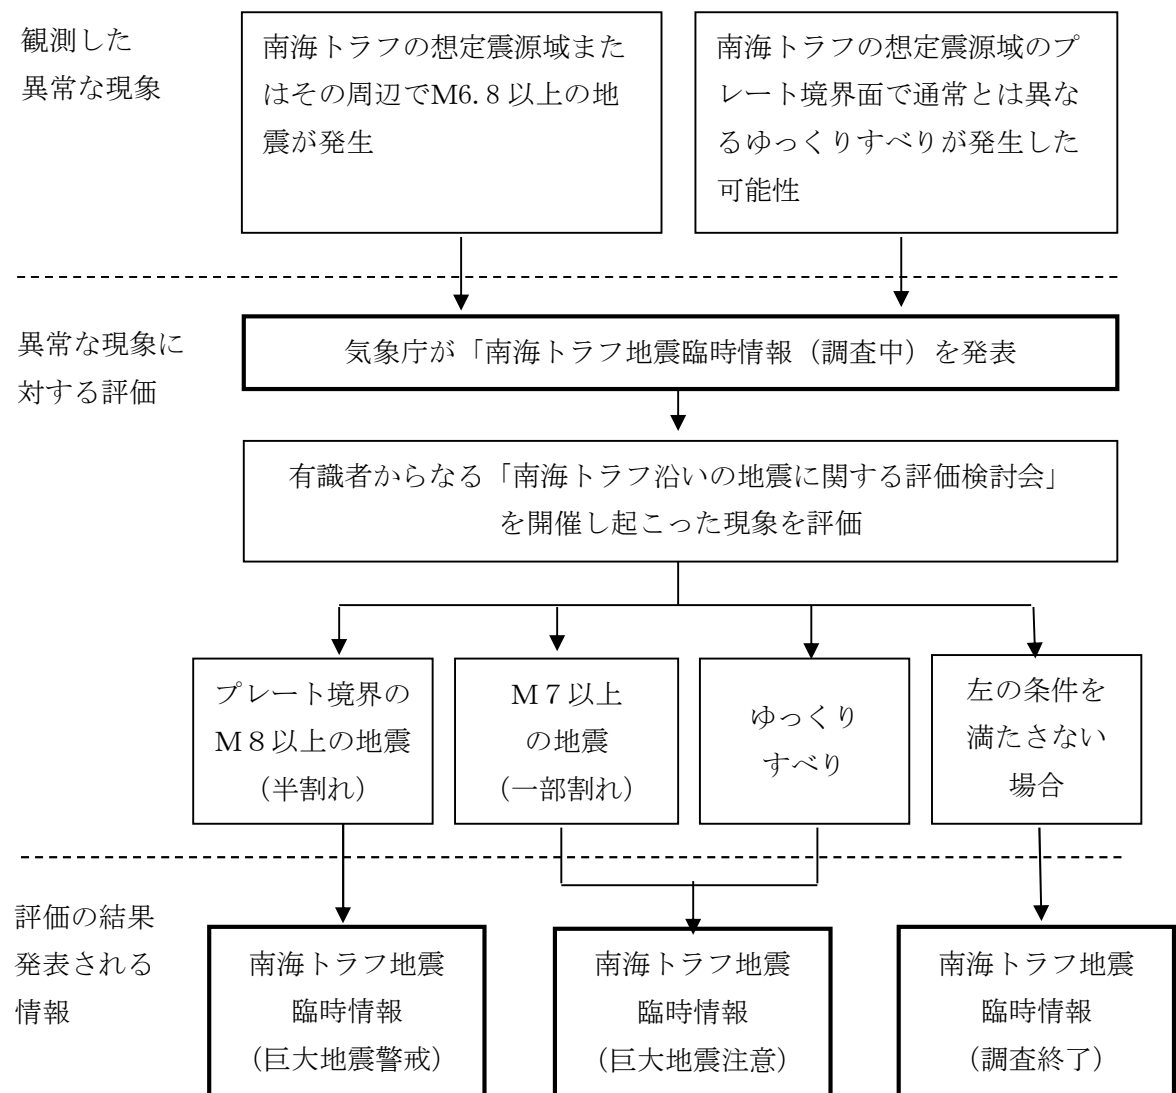 観測した
異常な現象
南海トラフの想定震源域また
はその周辺でM6.８以上の地
震が発生
南海トラフの想定震源域のプ
レート境界面で通常とは異な
るゆっくりすべりが発生した
可能性
異常な現象に
対する評価
気象庁が「南海トラフ地震臨時情報（調査中）を発表
有識者からなる「南海トラフ沿いの地震に関する評価検討会」
を開催し起こった現象を評価
プレート境界の
Ｍ８以上の地震
（半割れ）
Ｍ７以上
の地震
（一部割れ）
ゆっくり
すべり
左の条件を
満たさない
場合
評価の結果
発表される
情報
南海トラフ地震
臨時情報
（巨大地震警戒）
南海トラフ地震
臨時情報
（巨大地震注意）
南海トラフ地震
臨時情報
（調査終了）